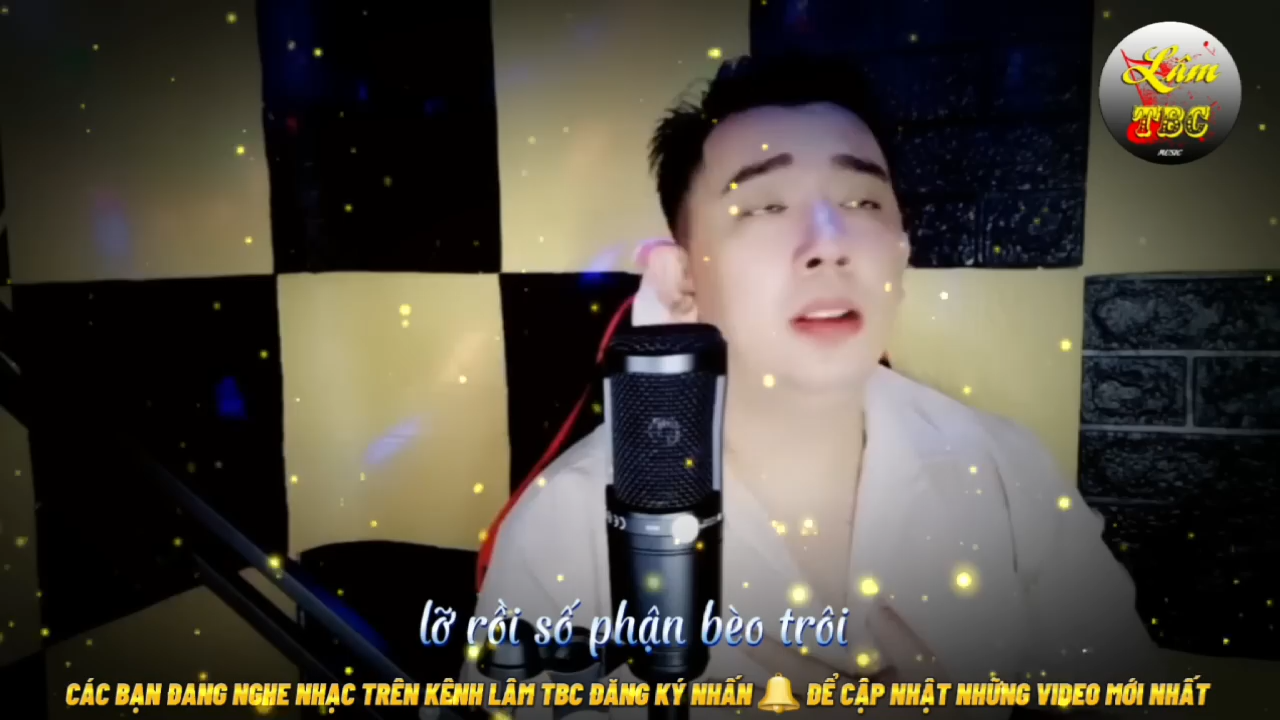 Lâm
TBC
MUSIC
lỡ rồi số phận bèo trôi
CÁC BẠN ĐANG NGHE NHẠC TRÊN KÊNH LÂM TBC ĐĂNG KÝ NHẤN 🔔 ĐỂ CẬP NHẬT NHỮNG VIDEO MỚI NHẤT